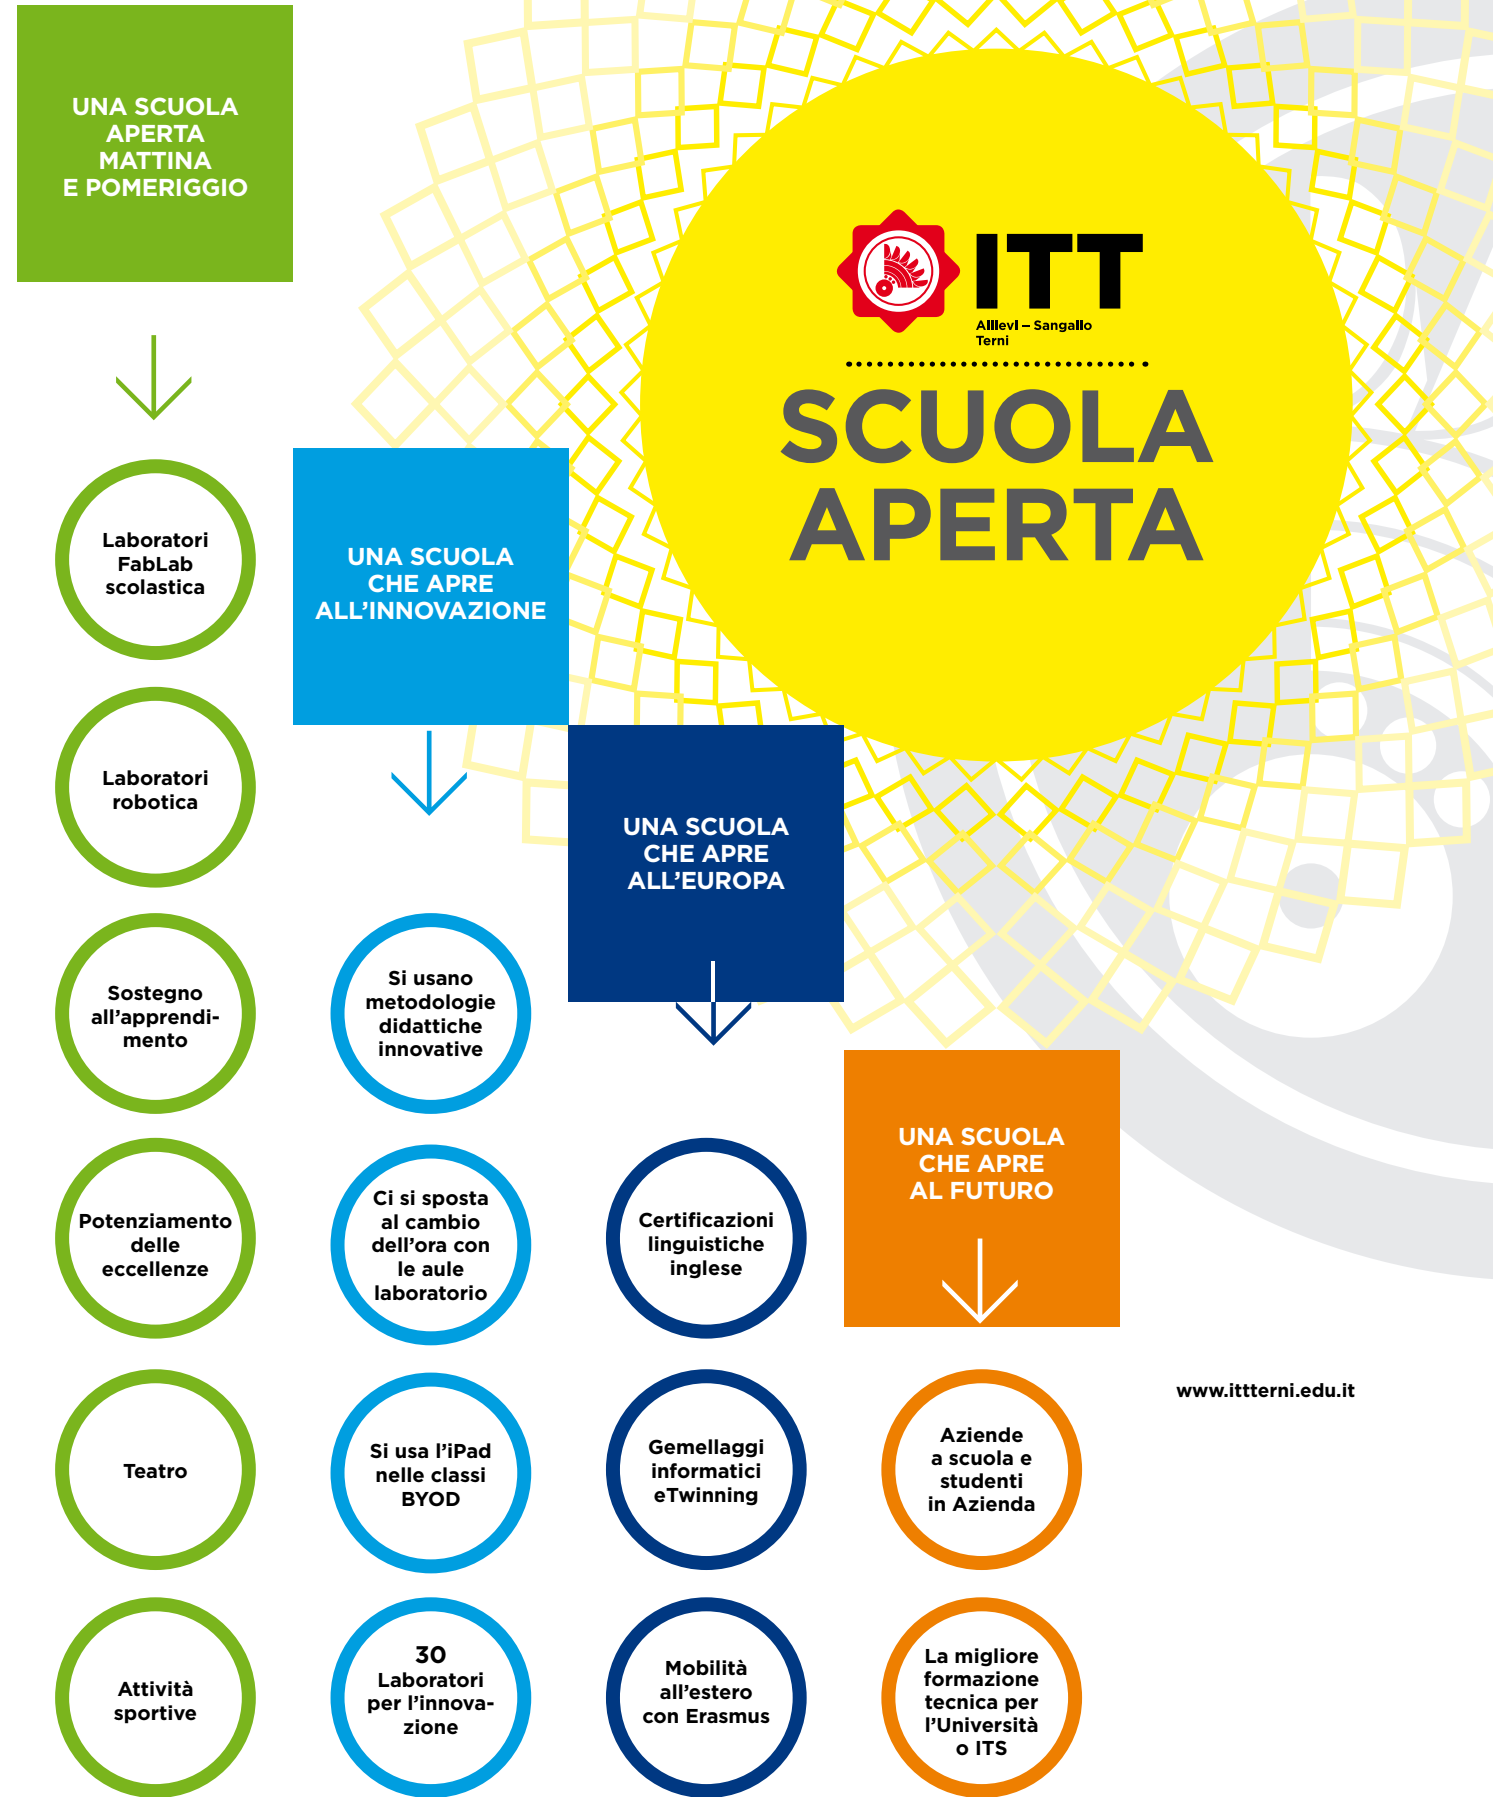 UNA SCUOLA
APERTA
MATTINA
E POMERIGGIO
ITT
Alllevi – Sangallo
Terni
SCUOLA
APERTA
Laboratori
FabLab
scolastica
Laboratori
robotica
Sostegno
all’apprendi-
mento
Potenziamento
delle
eccellenze
Teatro
Attività
sportive
UNA SCUOLA
CHE APRE
ALL’INNOVAZIONE
Si usano
metodologie
didattiche
innovative
Ci si sposta
al cambio
dell’ora con
le aule
laboratorio
Si usa l’iPad
nelle classi
BYOD
30
Laboratori
per l’innova-
zione
UNA SCUOLA
CHE APRE
ALL’EUROPA
Certificazioni
linguistiche
inglese
Gemellaggi
informatici
eTwinning
Mobilità
all’estero
con Erasmus
UNA SCUOLA
CHE APRE
AL FUTURO
Aziende
a scuola e
studenti
in Azienda
La migliore
formazione
tecnica per
l’Università
o ITS
www.ittterni.edu.it